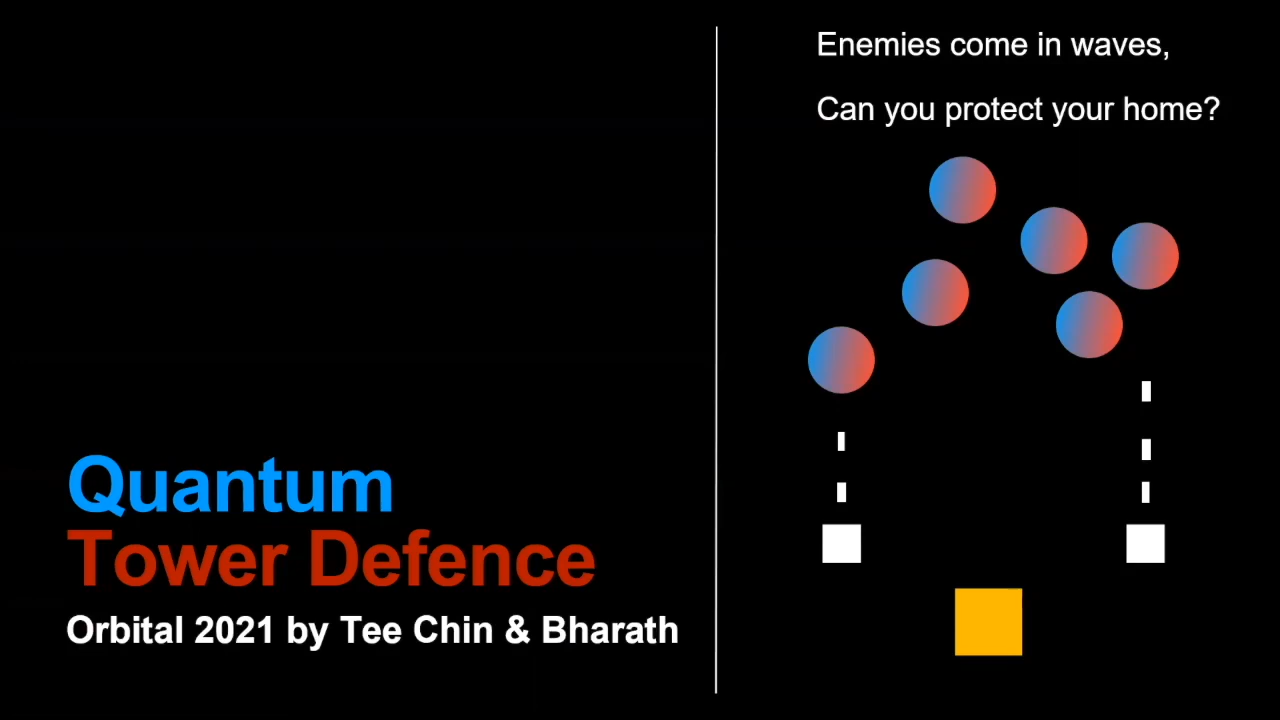 Quantum
Tower Defence
Orbital 2021 by Tee Chin & Bharath
Enemies come in waves,
Can you protect your home?